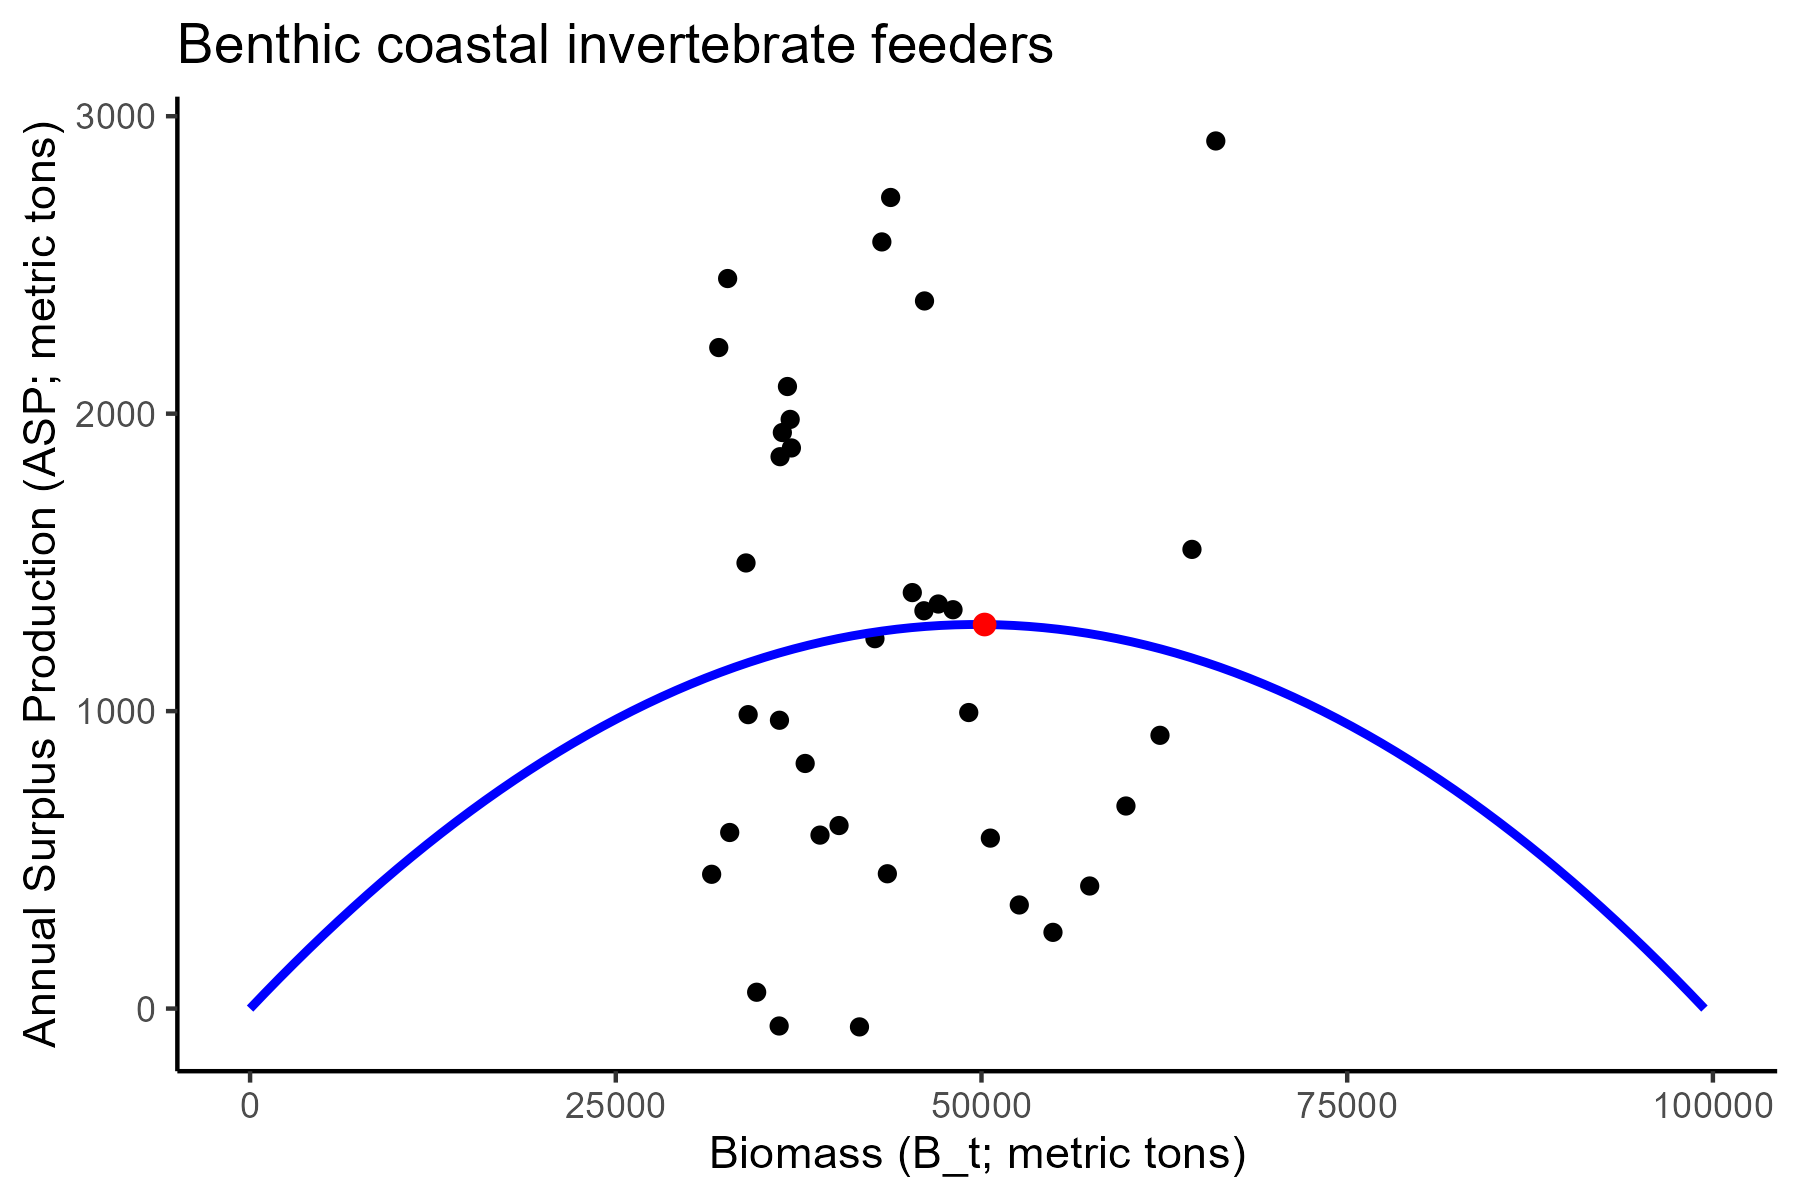 Benthic coastal invertebrate feeders
Annual Surplus Production (ASP; metric tons)
3000
2000
1000
0
0 25000 50000 75000 100000
Biomass (B_t; metric tons)